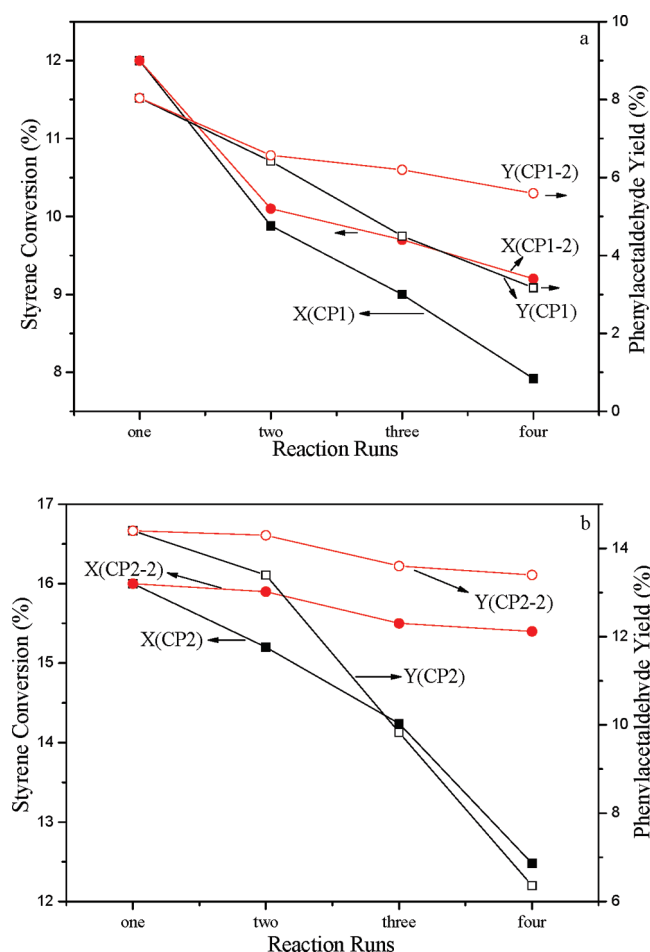 a
12
11
10
9
8
Styrene Conversion (%)
10
8
6
4
2
0
Phenylacetaldehyde Yield (%)
Y(CP1-2)
X(CP1-2)
Y(CP1)
X(CP1)
one two three four
Reaction Runs
b
17
16
15
14
13
12
Styrene Conversion (%)
14
12
10
8
6
Phenylacetaldehyde Yield (%)
X(CP2-2)
Y(CP2-2)
X(CP2)
Y(CP2)
one two three four
Reaction Runs